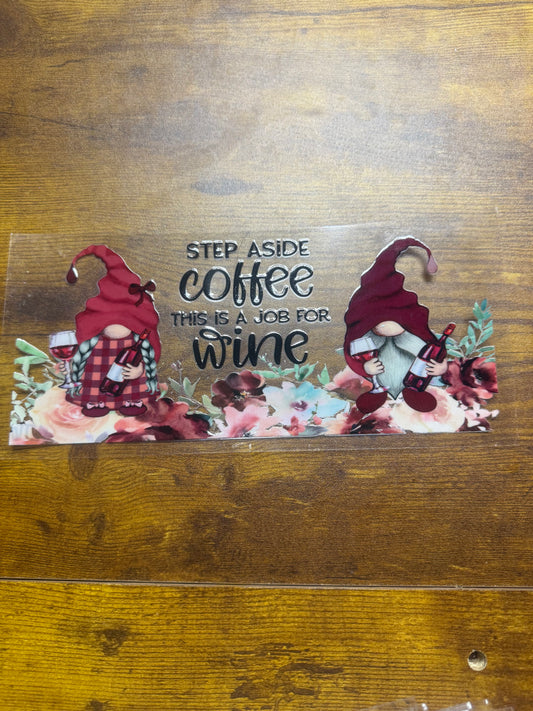 STEP ASIDE
coffee
THIS IS A JOB FOR
wine